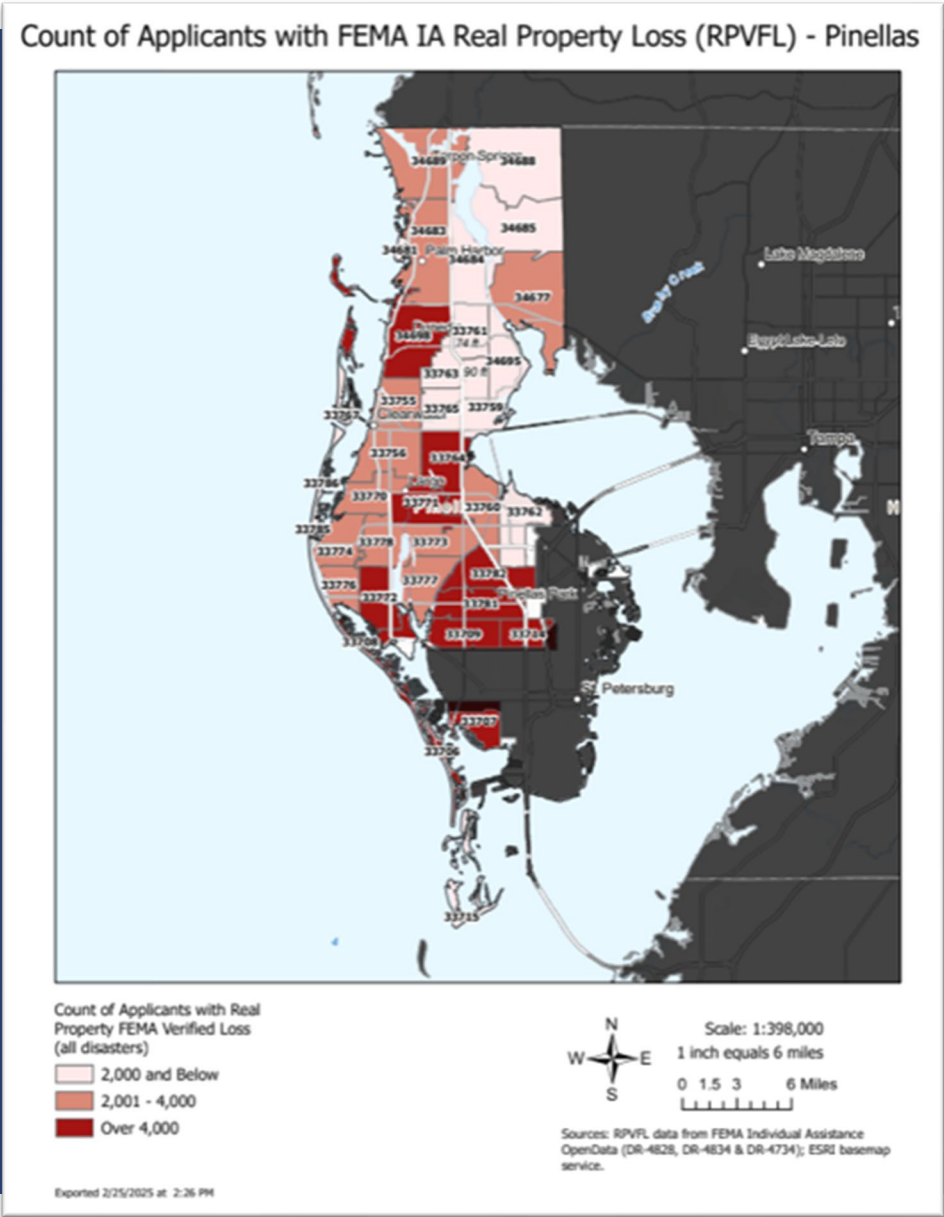 Count of Applicants with FEMA IA Real Property Loss (RPVFL) - Pinellas
34689
34688
34683
34685
34681
Palm Harbor
34684
Lake Magdalene
34677
34698
33761
74 ft
Egypt Lake-Leto
34695
33763
90 ft
33755
33765
33759
33767
Tampa
33756
33764
Largo
33786
33770
33771
33760
33762
H
33785
33774
33778
33773
33776
33777
33782
33772
Pinellas Park
33781
33708
33709
33714
St. Petersburg
33707
33706
33715
Count of Applicants with Real
Property FEMA Verified Loss
(all disasters)
2,000 and Below
2,001 - 4,000
Over 4,000
N
W E
S
Scale: 1:398,000
1 inch equals 6 miles
0 1.5 3 6 Miles
Sources: RPVFL data from FEMA Individual Assistance
OpenData (DR-4828, DR-4834 & DR-4734); ESRI basemap
service.
Exported 2/25/2025 at 2:26 PM